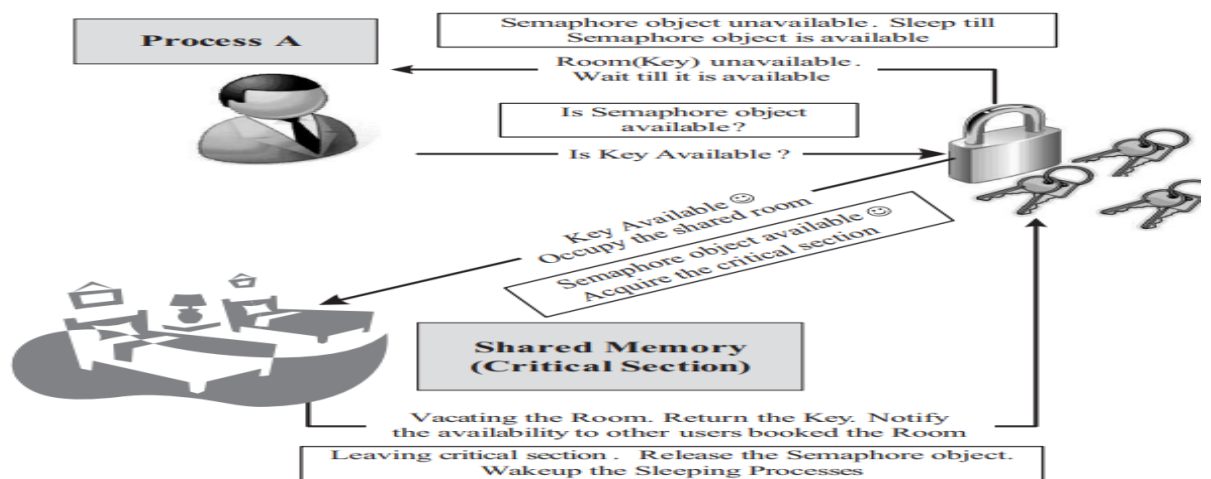 Process A
Semaphore object unavailable. Sleep till
Semaphore object is available
Room(Key) unavailable.
Wait till it is available
Is Semaphore object
available?
Is Key Available ?
Key Available ☺
Occupy the shared room
Semaphore object available ☺
Acquire the critical section
Shared Memory
(Critical Section)
Vacating the Room. Return the Key. Notify
the availability to other users booked the Room
Leaving critical section . Release the Semaphore object.
Wakeup the Sleeping Processes